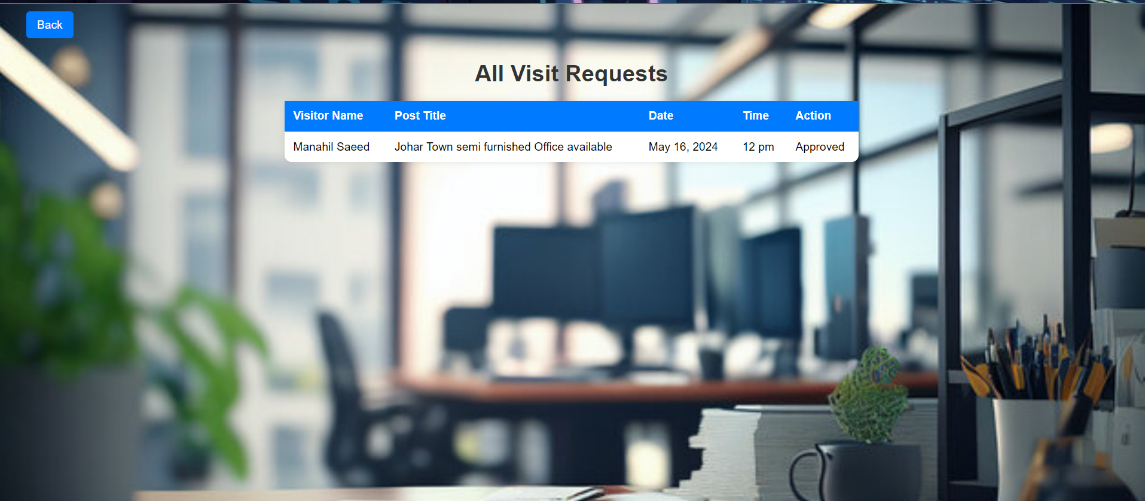 Back
All Visit Requests
Visitor Name Post Title Date Time Action
Manahil Saeed Johar Town semi furnished Office available May 16, 2024 12 pm Approved